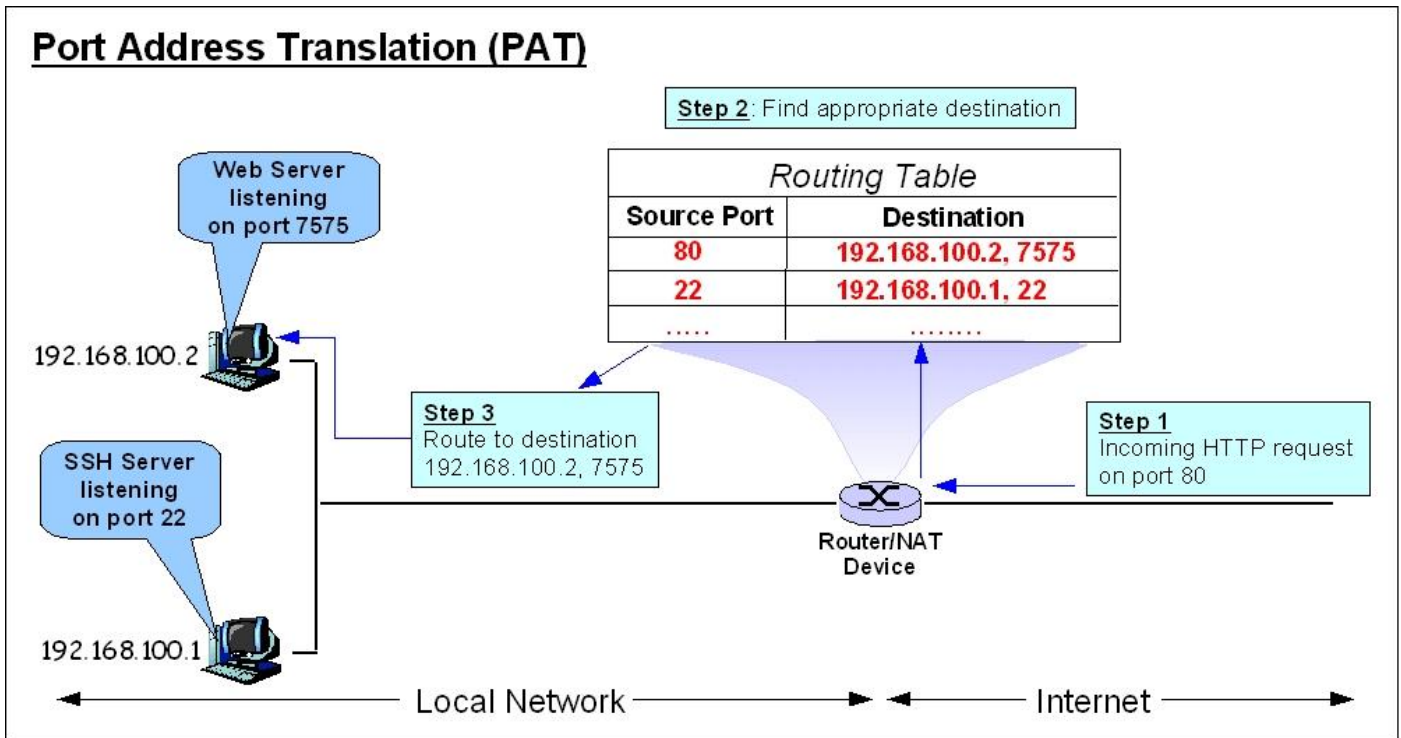 Port Address Translation (PAT)
Step 2: Find appropriate destination
Routing Table
Source Port Destination
80 192.168.100.2, 7575
22 192.168.100.1, 22
..... ........
Web Server
listening
on port 7575
192.168.100.2
Step 3
Route to destination
192.168.100.2, 7575
Step 1
Incoming HTTP request
on port 80
SSH Server
listening
on port 22
Router/NAT
Device
192.168.100.1
Local Network
Internet